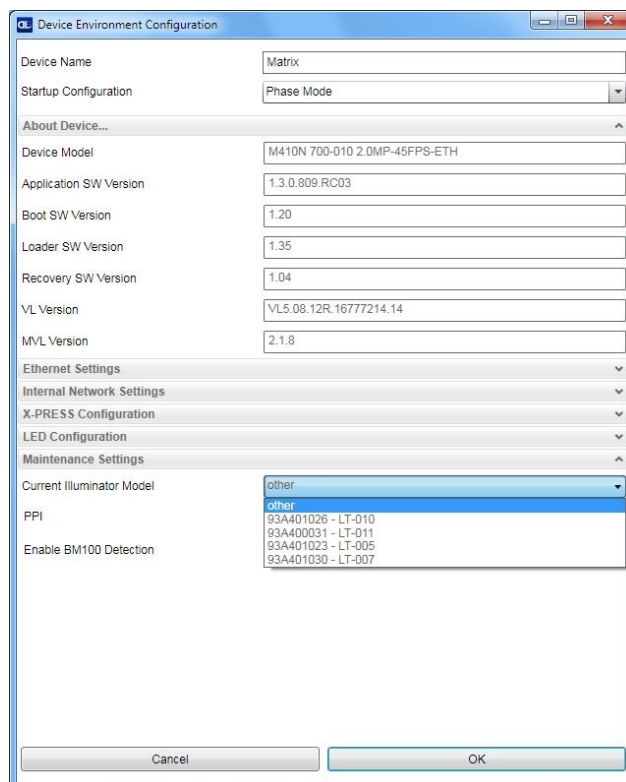 DL Device Environment Configuration
Device Name Matrix
Startup Configuration Phase Mode
About Device...
Device Model M410N 700-010 2.0MP-45FPS-ETH
Application SW Version 1.3.0.809.RC03
Boot SW Version 1.20
Loader SW Version 1.35
Recovery SW Version 1.04
VL Version VL5.08.12R.16777214.14
MVL Version 2.1.8
Ethernet Settings
Internal Network Settings
X-PRESS Configuration
LED Configuration
Maintenance Settings
Current Illuminator Model other
other
93A401026 - LT-010
PPI
93A400031 - LT-011
93A401023 - LT-005
Enable BM100 Detection
93A401030 - LT-007
Cancel OK